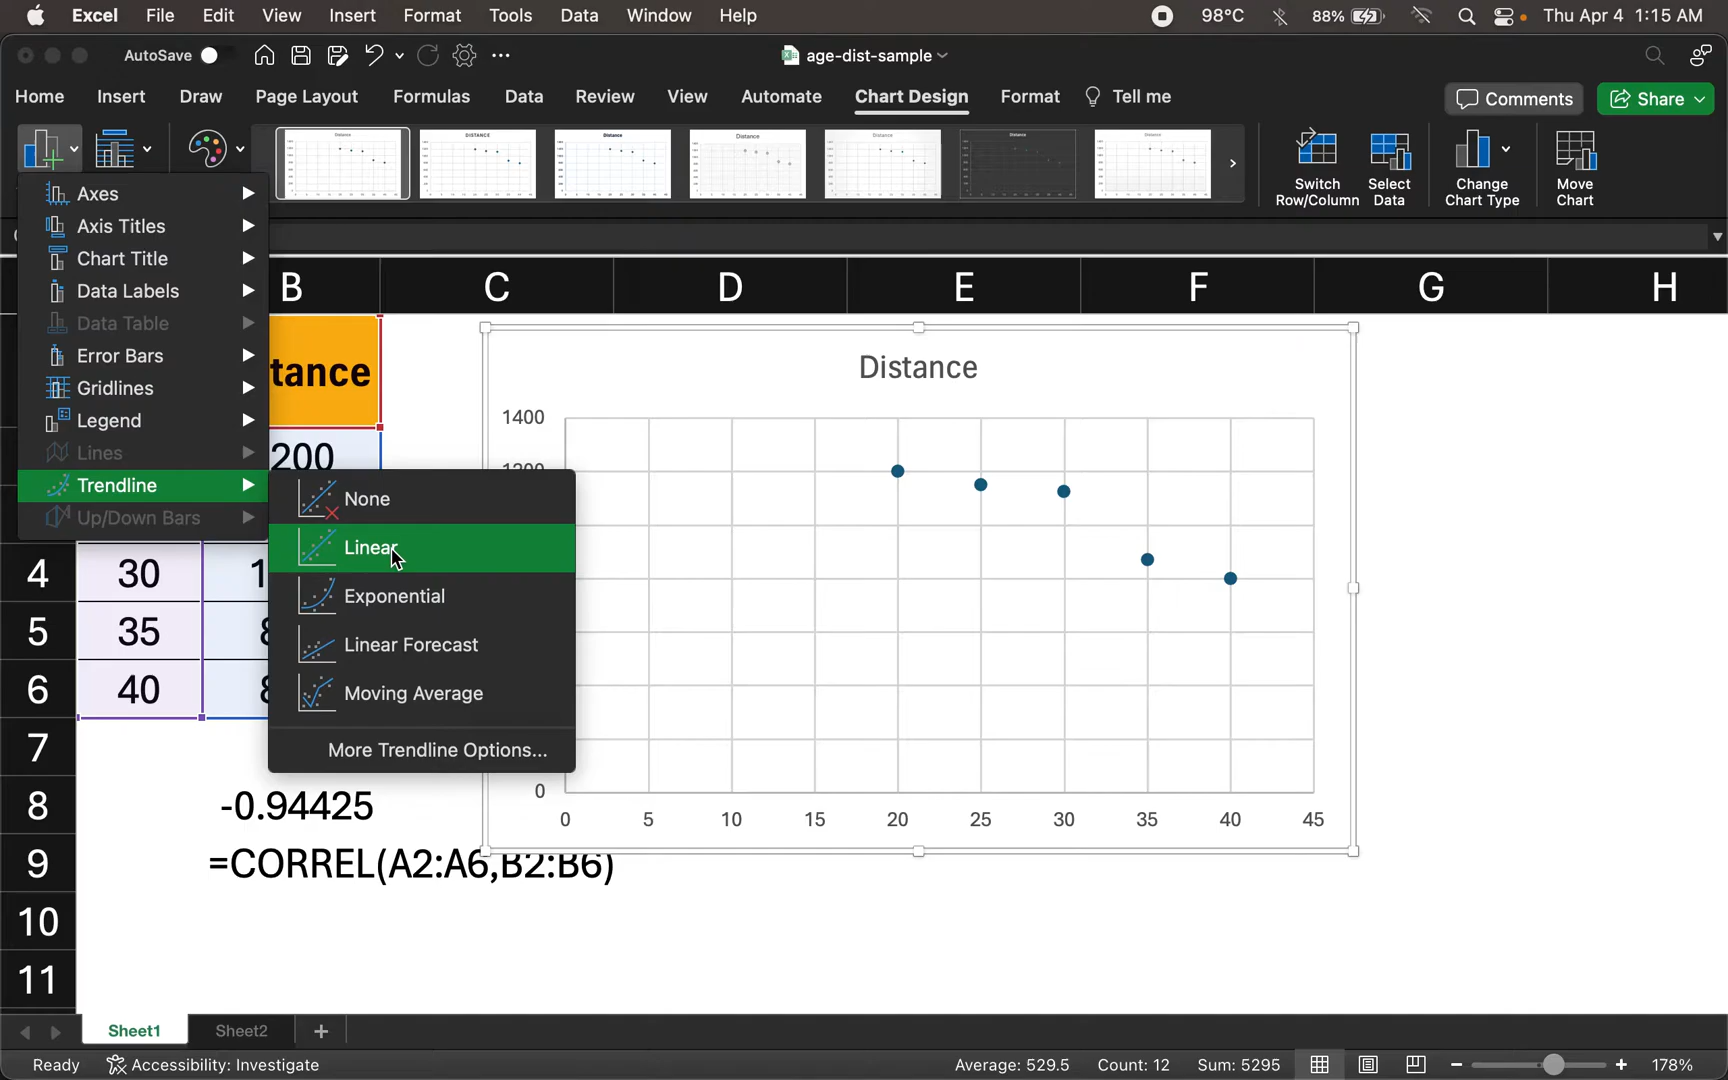 Excel File Edit View Insert Format Tools Data Window Help 98°C 88% Thu Apr 4 1:15 AM
AutoSave age-dist-sample
Home Insert Draw Page Layout Formulas Data Review View Automate Chart Design Format Tell me Comments Share
Switch Row/Column
Select Data
Change Chart Type
Move Chart
Axes
Axis Titles
Chart Title
Data Labels
Data Table
Error Bars
Gridlines
Legend
Lines
Trendline
Up/Down Bars
None
Linear
Exponential
Linear Forecast
Moving Average
More Trendline Options...
B C D E F G H
tance
200
4 30 1
5 35 8
6 40 8
7
8 -0.94425
9 =CORREL(A2:A6,B2:B6)
10
11
Distance
1400
1200
0
0 5 10 15 20 25 30 35 40 45
Sheet1 Sheet2
Ready Accessibility: Investigate Average: 529.5 Count: 12 Sum: 5295 178%